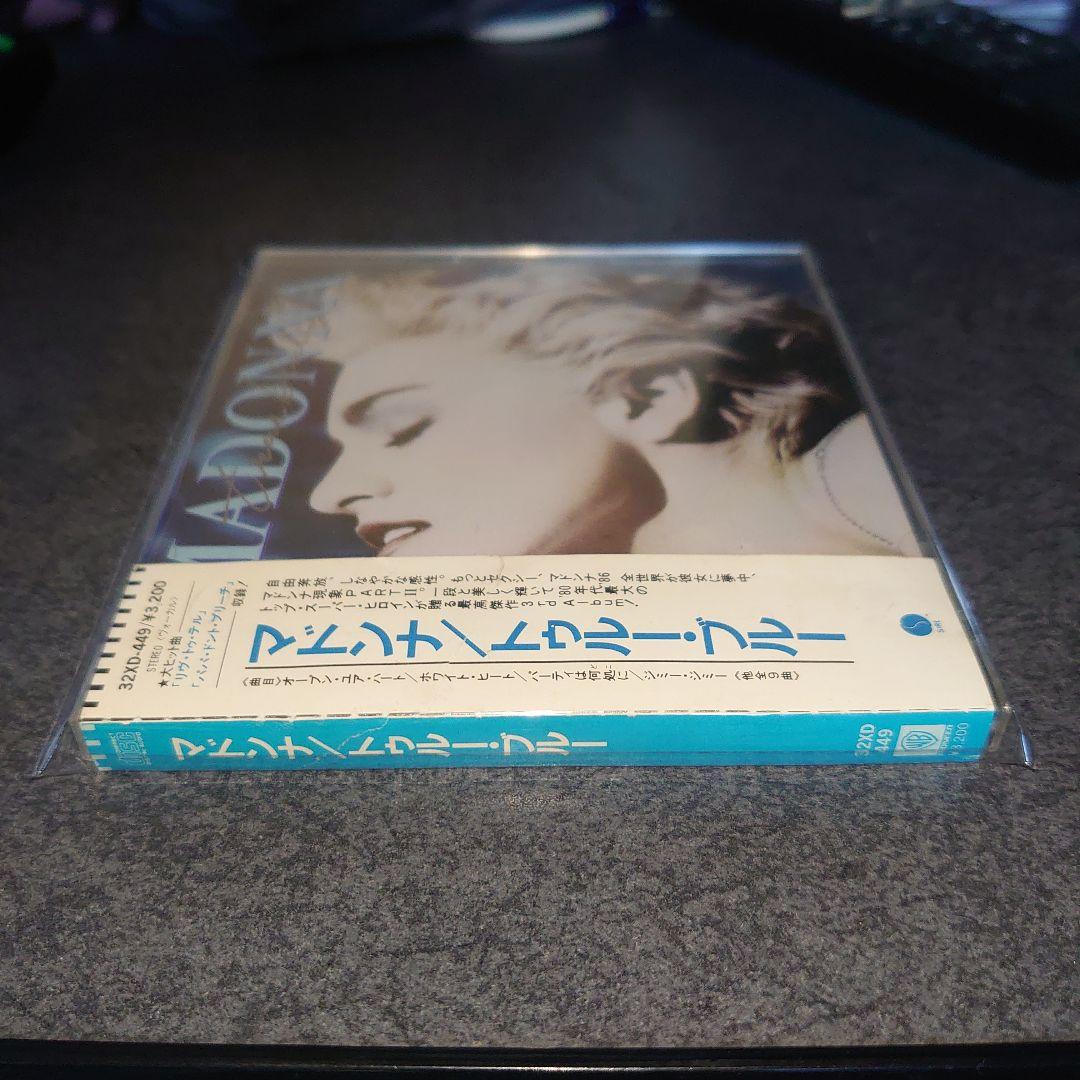 MADONNA
True Blue
32XD-449/¥3,200
STEREO (ヴォーカル)
★大ヒット曲
「リヴ・トゥ・テル」
「パパ・ドント・プリーチ」
収録!
自由奔放、しなやかな感性。もっとセクシー、マドンナ'86 全世界が彼女に夢中、
マドンナ現象PARTII。一段と美しく輝いて'80年代最大の
トップ・スーパー・ヒロインが贈る最高傑作3rd Album!
マドンナ/トゥルー・ブルー
〈曲目〉オープン・ユア・ハート/ホワイト・ヒート/パーティは何処に/ジミー・ジミー〈他全9曲〉
SIRE
マドンナ/トゥルー・ブルー
32XD
-449
¥3,200